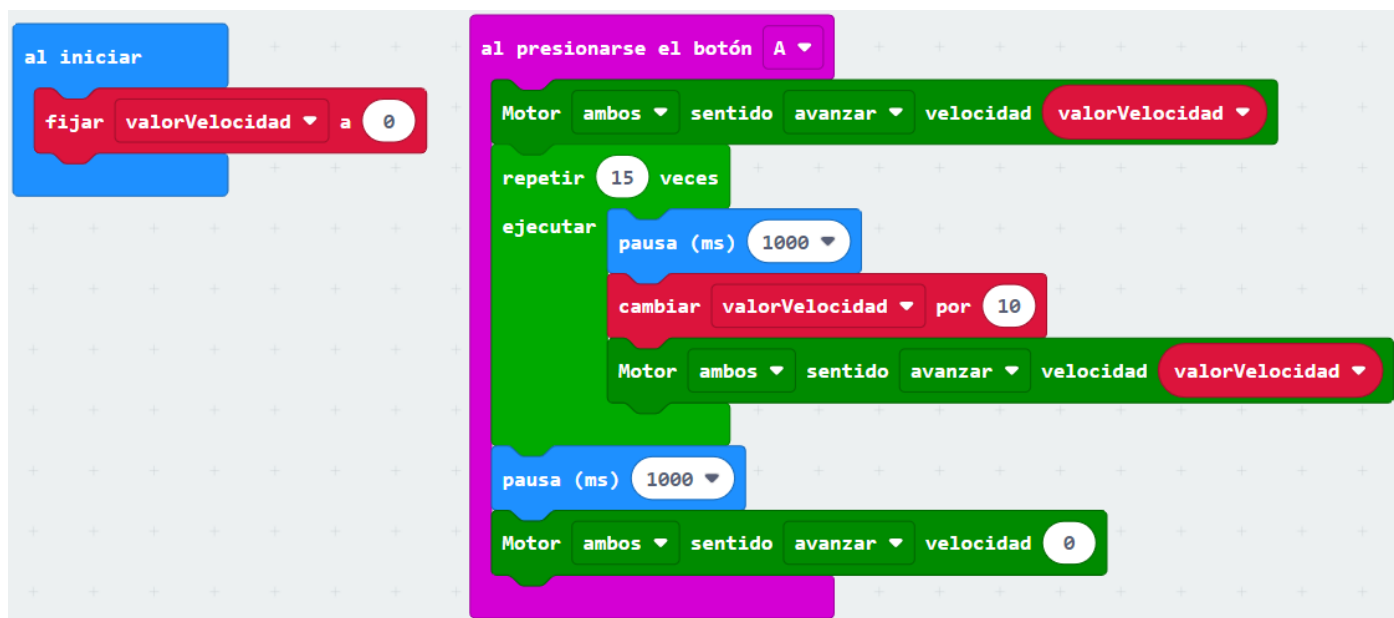 al iniciar
fijar valorVelocidad a 0
al presionarse el botón A
Motor ambos sentido avanzar velocidad valorVelocidad
repetir 15 veces
ejecutar
pausa (ms) 1000
cambiar valorVelocidad por 10
Motor ambos sentido avanzar velocidad valorVelocidad
pausa (ms) 1000
Motor ambos sentido avanzar velocidad 0